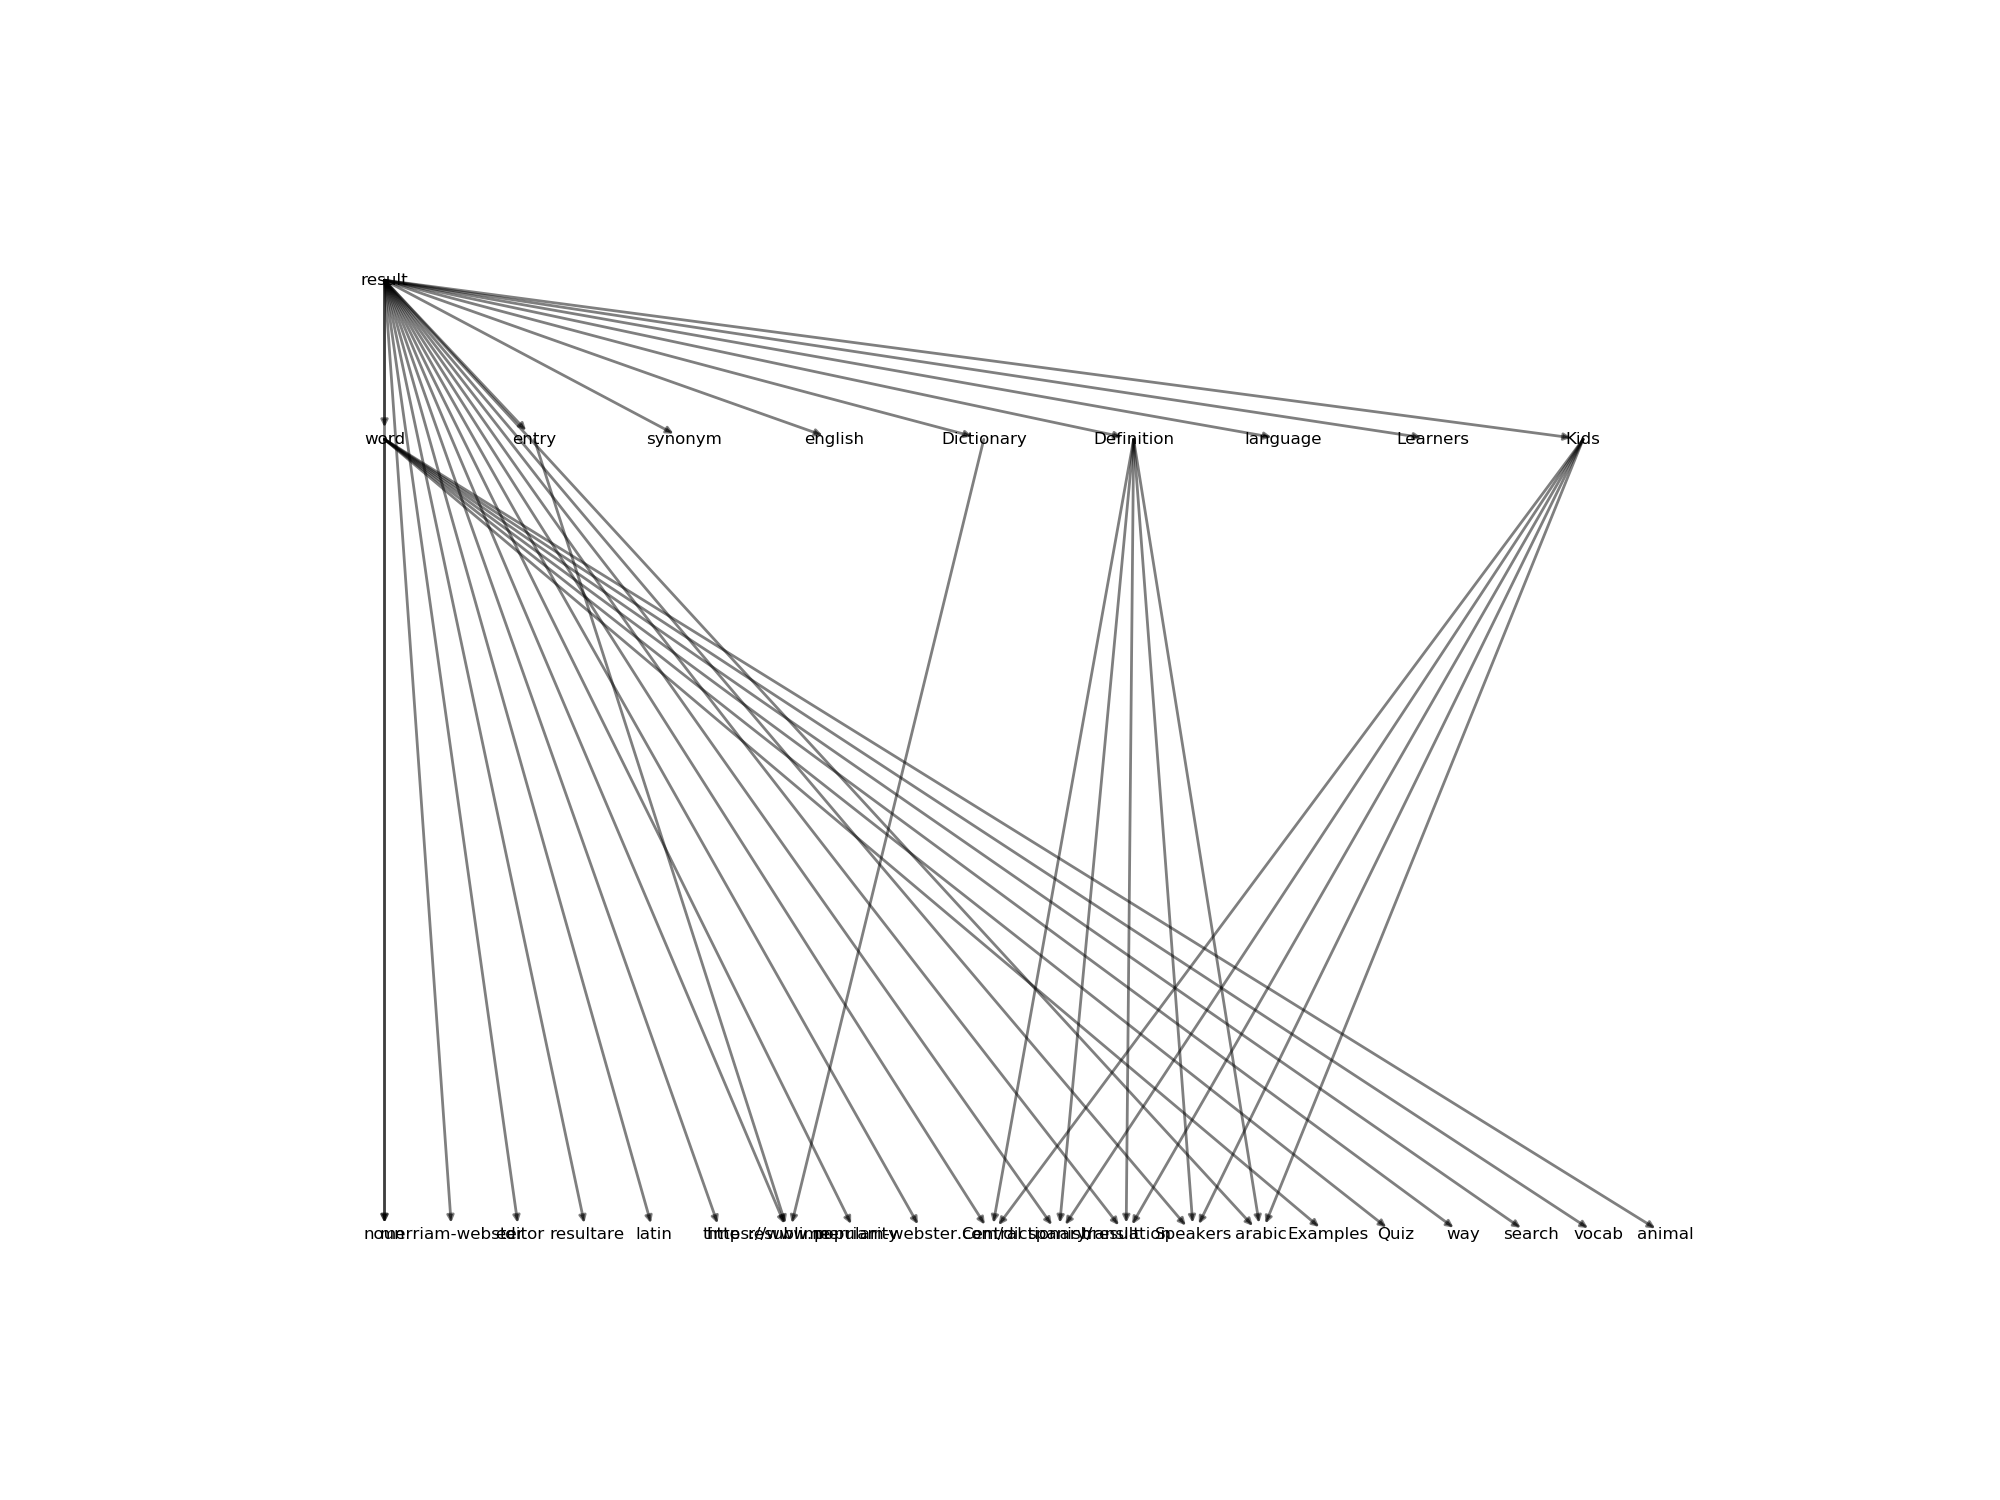 result
word entry synonym english Dictionary Definition language Learners Kids
noun merriam-webster editor resultare latin time popularity https://www.merriam-webster.com/dictionary/result Central spanish translation Speakers arabic Examples Quiz way search vocab animal